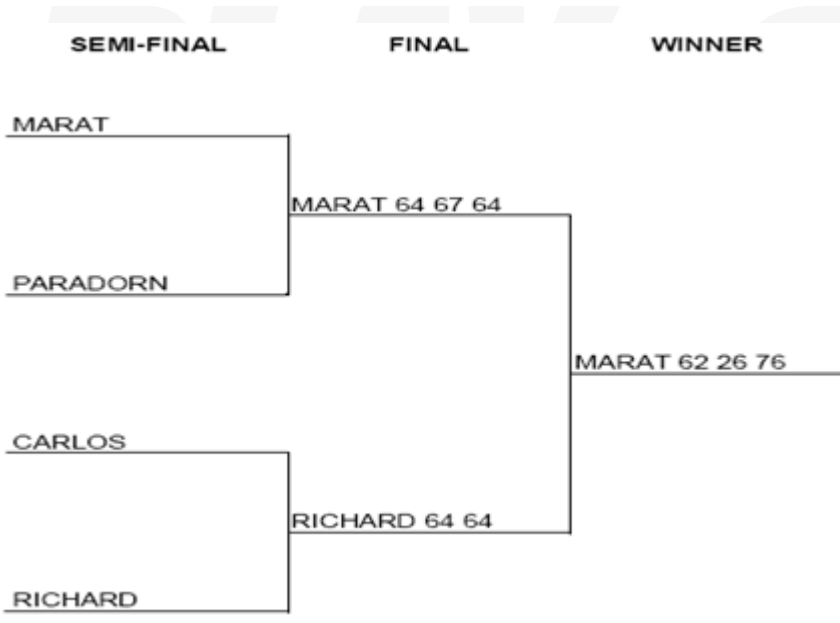 SEMI-FINAL FINAL WINNER
MARAT
MARAT 64 67 64
PARADORN
MARAT 62 26 76
CARLOS
RICHARD 64 64
RICHARD